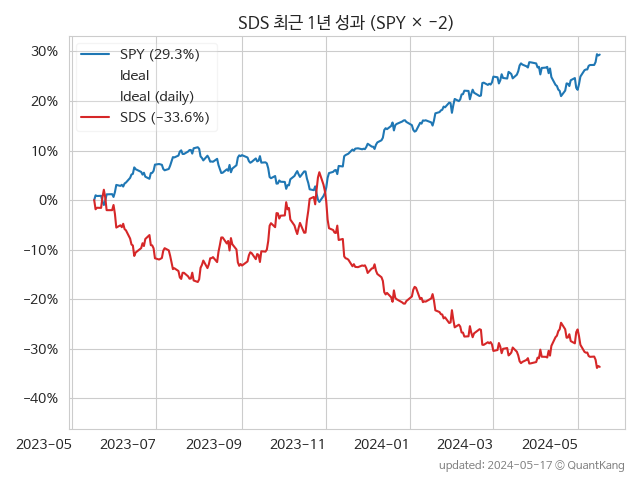 SDS 최근 1년 성과 (SPY × −2)
30%
20%
10%
0%
−10%
−20%
−30%
−40%
SPY (29.3%)
Ideal
Ideal (daily)
SDS (−33.6%)
2023−05
2023−07
2023−09
2023−11
2024−01
2024−03
2024−05
updated: 2024−05−17 © QuantKang